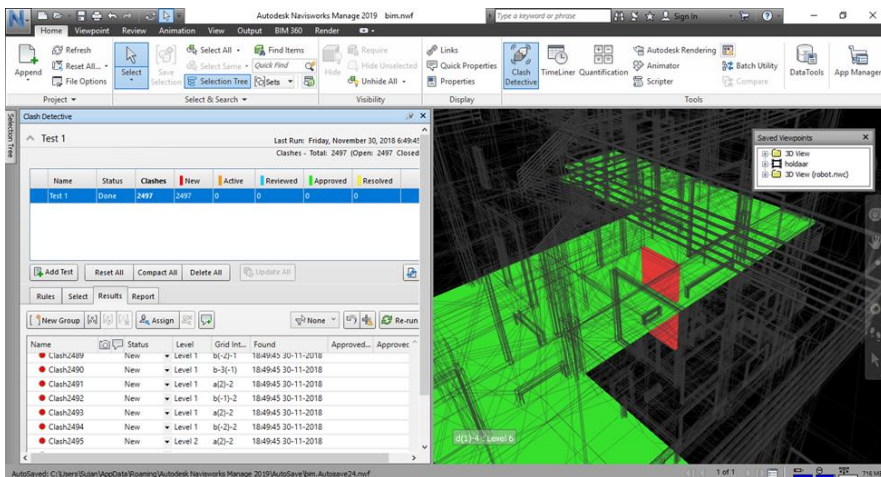 Autodesk Navisworks Manage 2019 bim.nwf
Type a keyword or phrase
Sign In
Home Viewpoint Review Animation View Output BIM 360 Render
Append
Refresh
Reset All...
File Options
Project
Select
Save Selection
Select All
Select Same
Selection Tree
Find Items
Quick Find
Sets
Select & Search
Hide
Require
Hide Unselected
Unhide All
Visibility
Links
Quick Properties
Properties
Display
Clash Detective
TimeLiner
Quantification
Autodesk Rendering
Animator
Scripter
Batch Utility
Compare
DataTools
App Manager
Tools
Selection Tree
Clash Detective
Test 1
Last Run: Friday, November 30, 2018 6:49:45
Clashes - Total: 2497 (Open: 2497 Closed
Name Status Clashes New Active Reviewed Approved Resolved
Test 1 Done 2497 2497 0 0 0 0
Add Test Reset All Compact All Delete All Update All
Rules Select Results Report
New Group Assign None Re-run
Name Status Level Grid Int... Found Approved... Approvec
Clash2489 New Level 1 b(-2)-1 18:49:45 30-11-2018
Clash2490 New Level 1 b-3(-1) 18:49:45 30-11-2018
Clash2491 New Level 1 a(2)-2 18:49:45 30-11-2018
Clash2492 New Level 1 b(-1)-2 18:49:45 30-11-2018
Clash2493 New Level 1 a(2)-2 18:49:45 30-11-2018
Clash2494 New Level 1 b(-2)-2 18:49:45 30-11-2018
Clash2495 New Level 2 a(2)-2 18:49:45 30-11-2018
Saved Viewpoints
3D View
holdaar
3D View (robot.nwc)
d(1)-4 : Level 6
AutoSaved: C:\Users\Sujan\AppData\Roaming\Autodesk Navisworks Manage 2019\AutoSave\bim.Autosave24.nwf
1 of 1
716 MB